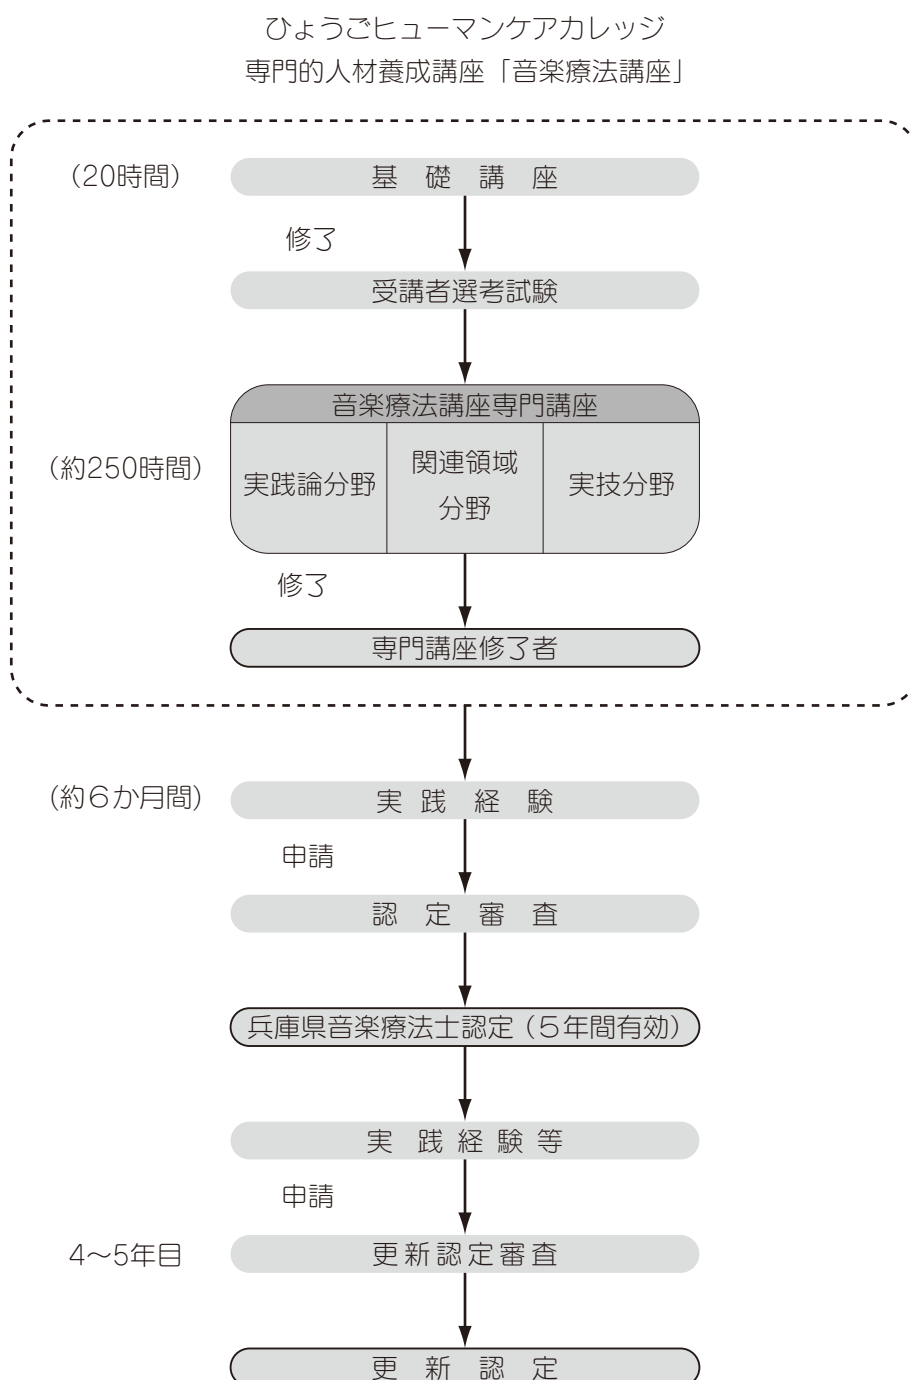 ひょうごヒューマンケアカレッジ
専門的人材養成講座「音楽療法講座」
(20時間)
基礎講座
修了
受講者選考試験
音楽療法講座専門講座
(約250時間)
実践論分野
関連領域
分野
実技分野
修了
専門講座修了者
(約6か月間)
実践経験
申請
認定審査
兵庫県音楽療法士認定(5年間有効)
実践経験等
申請
4〜5年目
更新認定審査
更新認定